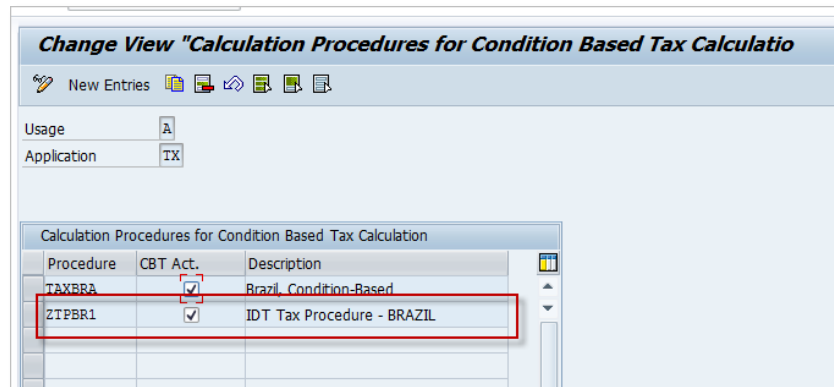 Change View "Calculation Procedures for Condition Based Tax Calculatio
New Entries
Usage A
Application TX
Calculation Procedures for Condition Based Tax Calculation
Procedure CBT Act. Description
TAXBRA Brazil, Condition-Based
ZTPBR1 IDT Tax Procedure - BRAZIL